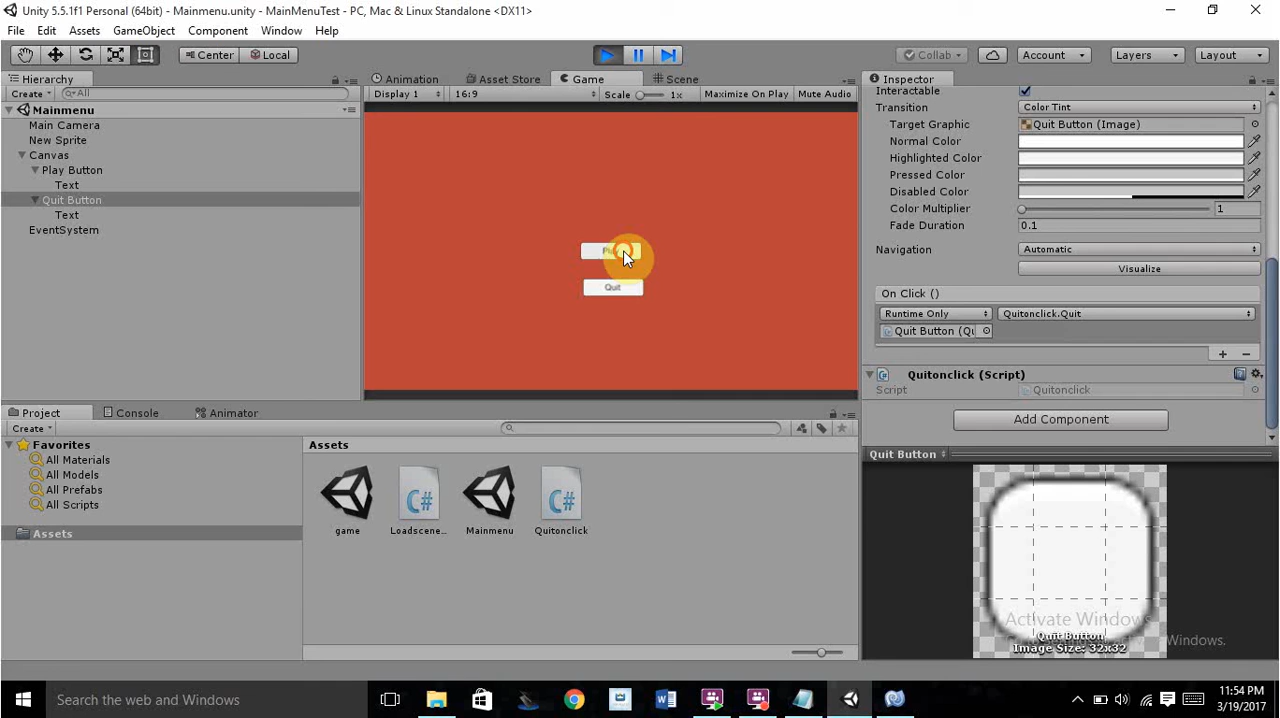 Unity 5.5.1f1 Personal (64bit) - Mainmenu.unity - MainMenuTest - PC, Mac & Linux Standalone <DX11>
File Edit Assets GameObject Component Window Help
Center Local Collab Account Layers Layout
Hierarchy
Create All
Mainmenu
Main Camera
New Sprite
Canvas
Play Button
Text
Quit Button
Text
EventSystem
Animation Asset Store Game Scene
Display 1 16:9 Scale 1x Maximize On Play Mute Audio
Quit
Inspector
Interactable
Transition Color Tint
Target Graphic Quit Button (Image)
Normal Color
Highlighted Color
Pressed Color
Disabled Color
Color Multiplier 1
Fade Duration 0.1
Navigation Automatic
Visualize
On Click ()
Runtime Only Quitonclick.Quit
Quit Button (Qu
Quitonclick (Script)
Script Quitonclick
Add Component
Quit Button
Quit Button
Image Size: 32x32
Activate Windows
Project Console Animator
Create
Favorites
All Materials
All Models
All Prefabs
All Scripts
Assets
Assets
game Loadscene... Mainmenu Quitonclick
Search the web and Windows
11:54 PM
3/19/2017